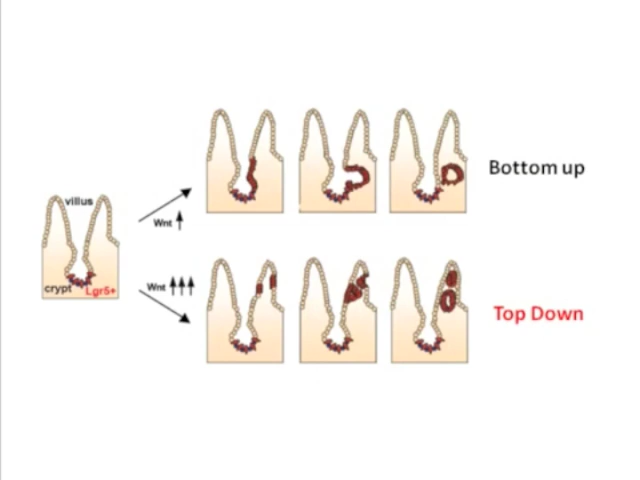 Bottom up
villus
Wnt ↑
crypt Lgr5+
Wnt ↑↑↑
Top Down